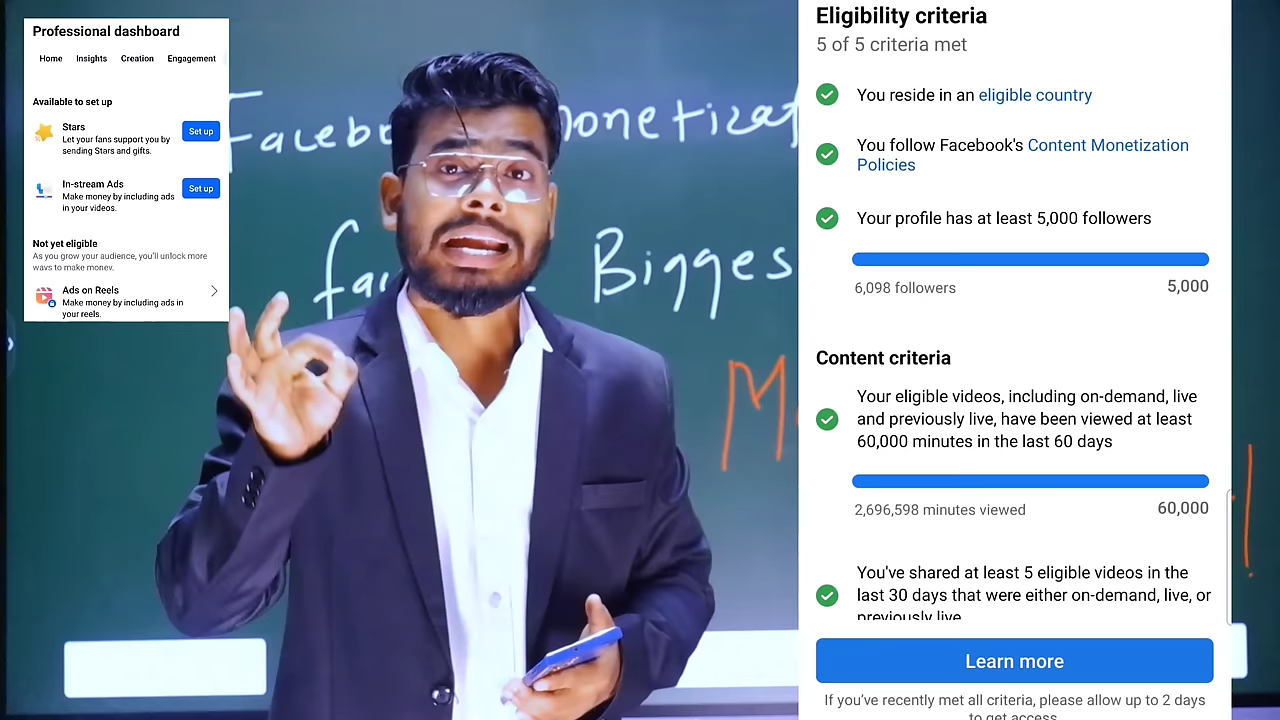 Professional dashboard
Home Insights Creation Engagement
Available to set up
Stars
Let your fans support you by
sending Stars and gifts.
Set up
In-stream Ads
Make money by including ads
in your videos.
Set up
Not yet eligible
As you grow your audience, you'll unlock more
ways to make money.
Ads on Reels
Make money by including ads in
your reels.
Facebo
onetizat
fa
Bigges
M
!
Eligibility criteria
5 of 5 criteria met
You reside in an eligible country
You follow Facebook's Content Monetization
Policies
Your profile has at least 5,000 followers
6,098 followers
5,000
Content criteria
Your eligible videos, including on-demand, live
and previously live, have been viewed at least
60,000 minutes in the last 60 days
2,696,598 minutes viewed
60,000
You've shared at least 5 eligible videos in the
last 30 days that were either on-demand, live, or
previously live
Learn more
If you've recently met all criteria, please allow up to 2 days
to get access